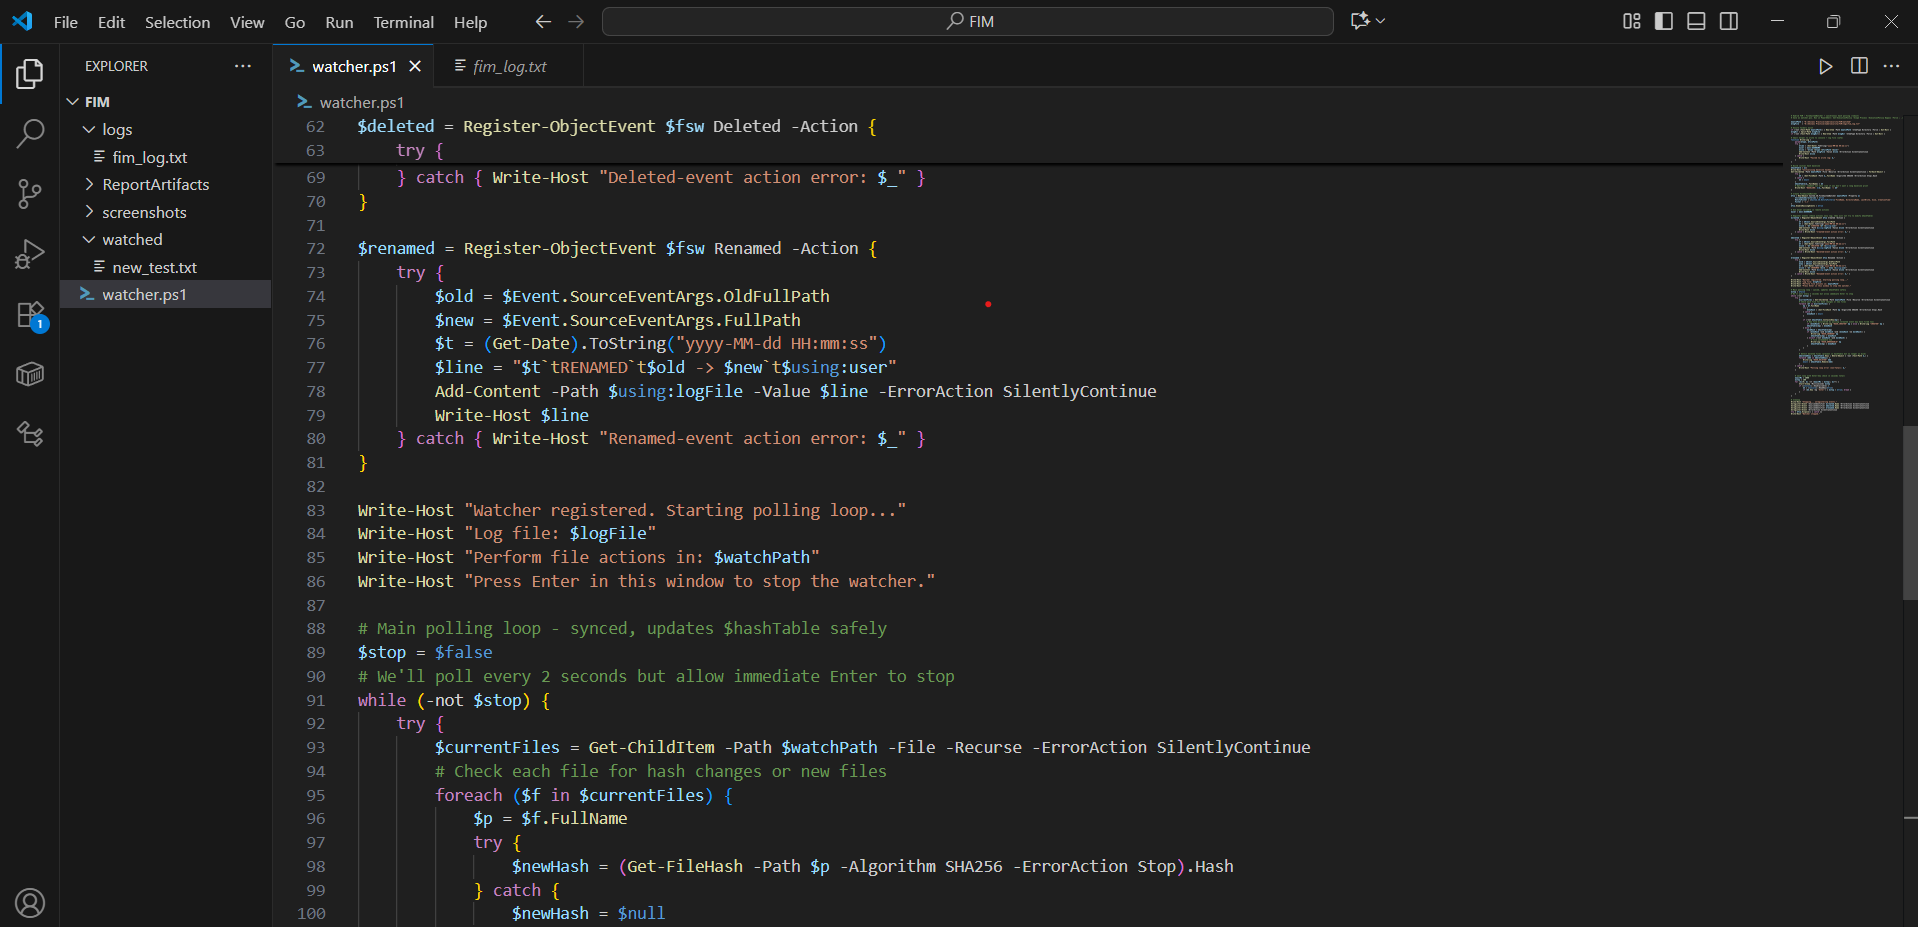 File Edit Selection View Go Run Terminal Help
FIM
EXPLORER
FIM
logs
fim_log.txt
ReportArtifacts
screenshots
watched
new_test.txt
watcher.ps1
1
watcher.ps1
fim_log.txt
watcher.ps1
62 $deleted = Register-ObjectEvent $fsw Deleted -Action {
63 try {
69 } catch { Write-Host "Deleted-event action error: $_" }
70 }
71
72 $renamed = Register-ObjectEvent $fsw Renamed -Action {
73 try {
74 $old = $Event.SourceEventArgs.OldFullPath
75 $new = $Event.SourceEventArgs.FullPath
76 $t = (Get-Date).ToString("yyyy-MM-dd HH:mm:ss")
77 $line = "$t`tRENAMED`t$old -> $new`t$using:user"
78 Add-Content -Path $using:logFile -Value $line -ErrorAction SilentlyContinue
79 Write-Host $line
80 } catch { Write-Host "Renamed-event action error: $_" }
81 }
82
83 Write-Host "Watcher registered. Starting polling loop..."
84 Write-Host "Log file: $logFile"
85 Write-Host "Perform file actions in: $watchPath"
86 Write-Host "Press Enter in this window to stop the watcher."
87
88 # Main polling loop - synced, updates $hashTable safely
89 $stop = $false
90 # We'll poll every 2 seconds but allow immediate Enter to stop
91 while (-not $stop) {
92 try {
93 $currentFiles = Get-ChildItem -Path $watchPath -File -Recurse -ErrorAction SilentlyContinue
94 # Check each file for hash changes or new files
95 foreach ($f in $currentFiles) {
96 $p = $f.FullName
97 try {
98 $newHash = (Get-FileHash -Path $p -Algorithm SHA256 -ErrorAction Stop).Hash
99 } catch {
100 $newHash = $null